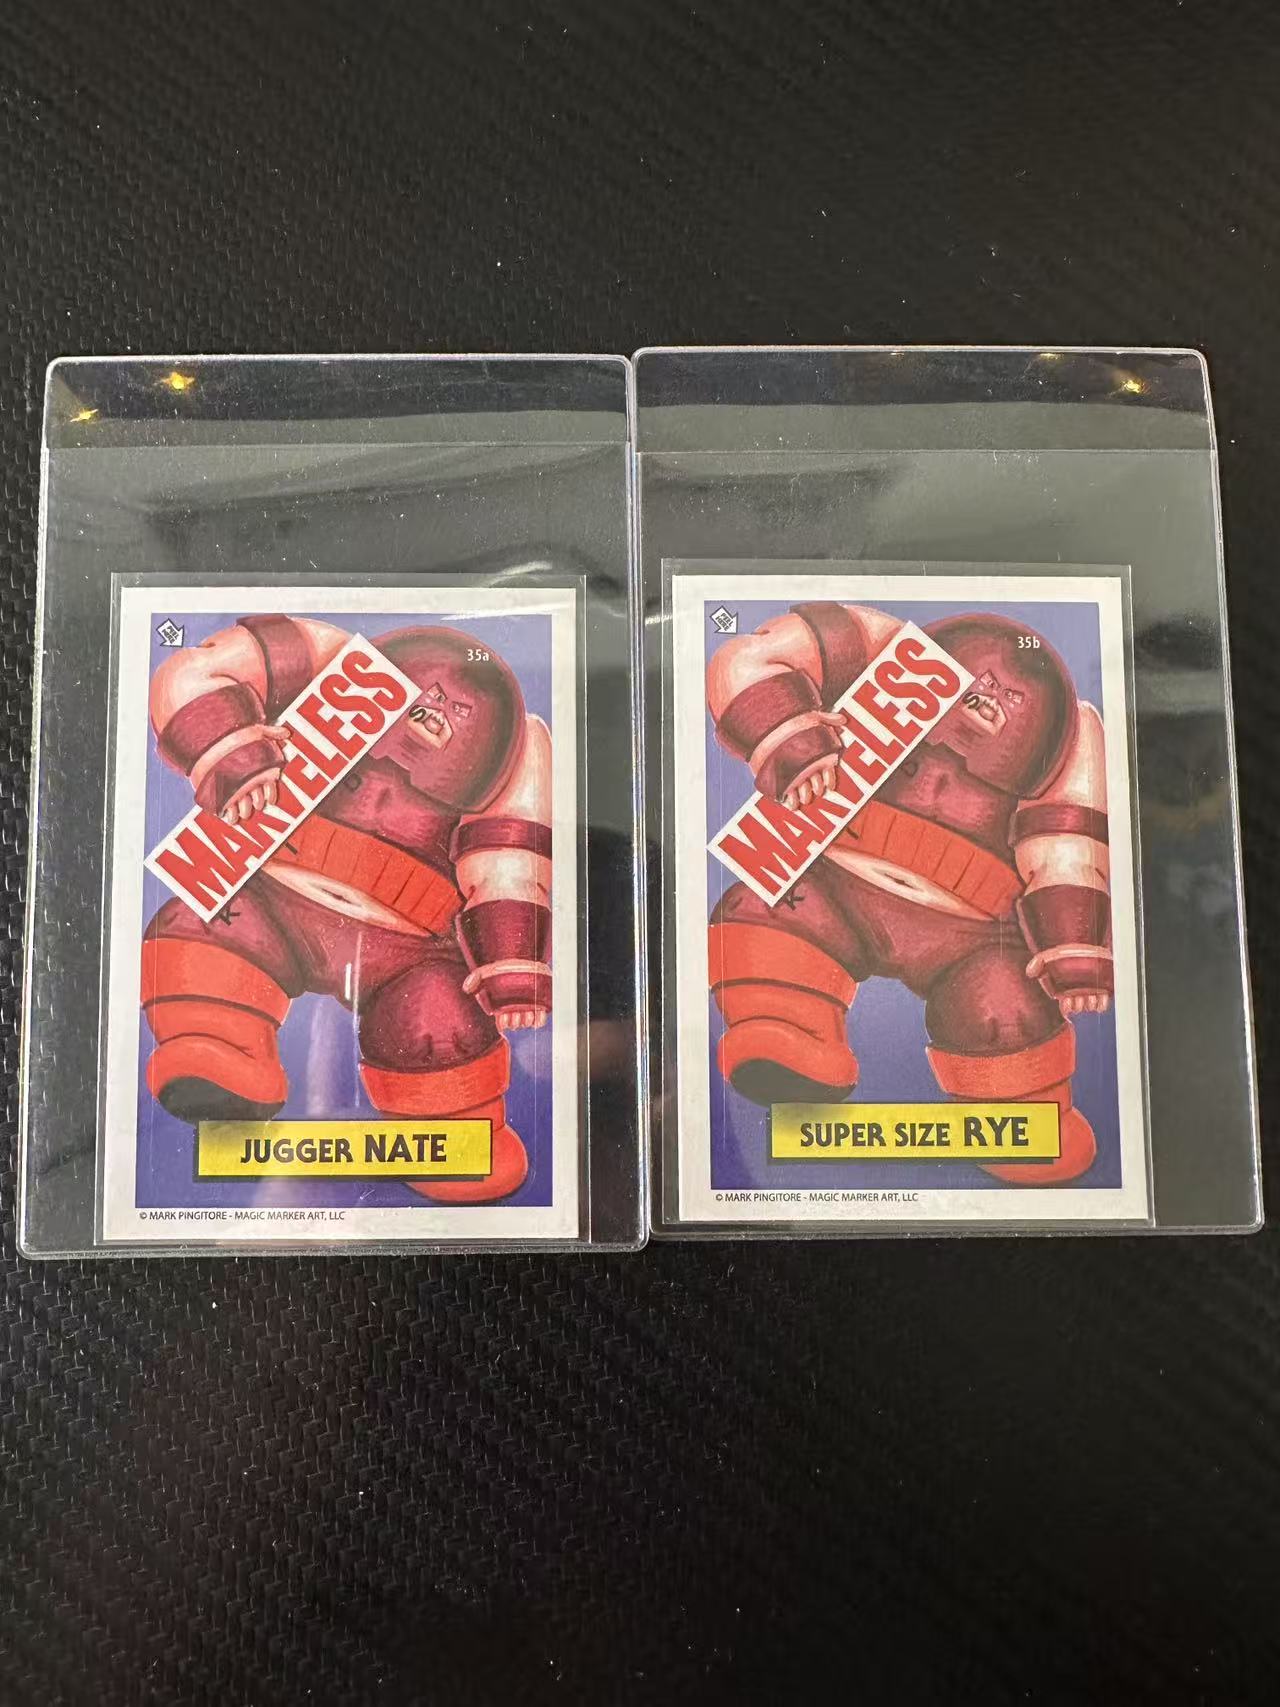 35a
MARVELESS
JUGGER NATE
© MARK PINGITORE - MAGIC MARKER ART, LLC
35b
MARVELESS
SUPER SIZE RYE
© MARK PINGITORE - MAGIC MARKER ART, LLC